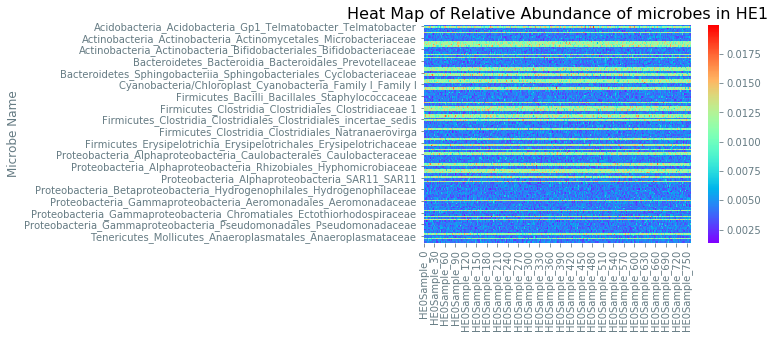 Heat Map of Relative Abundance of microbes in HE1
Microbe Name
Acidobacteria_Acidobacteria_Gp1_Telmatobacter_Telmatobacter
Actinobacteria_Actinobacteria_Actinomycetales_Microbacteriaceae
Actinobacteria_Actinobacteria_Bifidobacteriales_Bifidobacteriaceae
Bacteroidetes_Bacteroidia_Bacteroidales_Prevotellaceae
Bacteroidetes_Sphingobacteriia_Sphingobacteriales_Cyclobacteriaceae
Cyanobacteria/Chloroplast_Cyanobacteria_Family I_Family I
Firmicutes_Bacilli_Bacillales_Staphylococcaceae
Firmicutes_Clostridia_Clostridiales_Clostridiaceae 1
Firmicutes_Clostridia_Clostridiales_Clostridiales_incertae_sedis
Firmicutes_Clostridia_Clostridiales_Natranaerovirga
Firmicutes_Erysipelotrichia_Erysipelotrichales_Erysipelotrichaceae
Proteobacteria_Alphaproteobacteria_Caulobacterales_Caulobacteraceae
Proteobacteria_Alphaproteobacteria_Rhizobiales_Hyphomicrobiaceae
Proteobacteria_Alphaproteobacteria_SAR11_SAR11
Proteobacteria_Betaproteobacteria_Hydrogenophilales_Hydrogenophilaceae
Proteobacteria_Gammaproteobacteria_Aeromonadales_Aeromonadaceae
Proteobacteria_Gammaproteobacteria_Chromatiales_Ectothiorhodospiraceae
Proteobacteria_Gammaproteobacteria_Pseudomonadales_Pseudomonadaceae
Tenericutes_Mollicutes_Anaeroplasmatales_Anaeroplasmataceae
HE0Sample_0
HE0Sample_30
HE0Sample_60
HE0Sample_90
HE0Sample_120
HE0Sample_150
HE0Sample_180
HE0Sample_210
HE0Sample_240
HE0Sample_270
HE0Sample_300
HE0Sample_330
HE0Sample_360
HE0Sample_390
HE0Sample_420
HE0Sample_450
HE0Sample_480
HE0Sample_510
HE0Sample_540
HE0Sample_570
HE0Sample_600
HE0Sample_630
HE0Sample_660
HE0Sample_690
HE0Sample_720
HE0Sample_750
0.0175
0.0150
0.0125
0.0100
0.0075
0.0050
0.0025